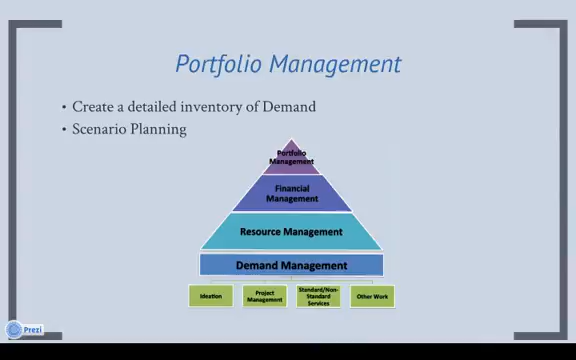 Portfolio Management
• Create a detailed inventory of Demand
• Scenario Planning
Portfolio
Management
Financial
Management
Resource Management
Demand Management
Ideation
Project
Management
Standard/Non-
Standard
Services
Other Work
Prezi